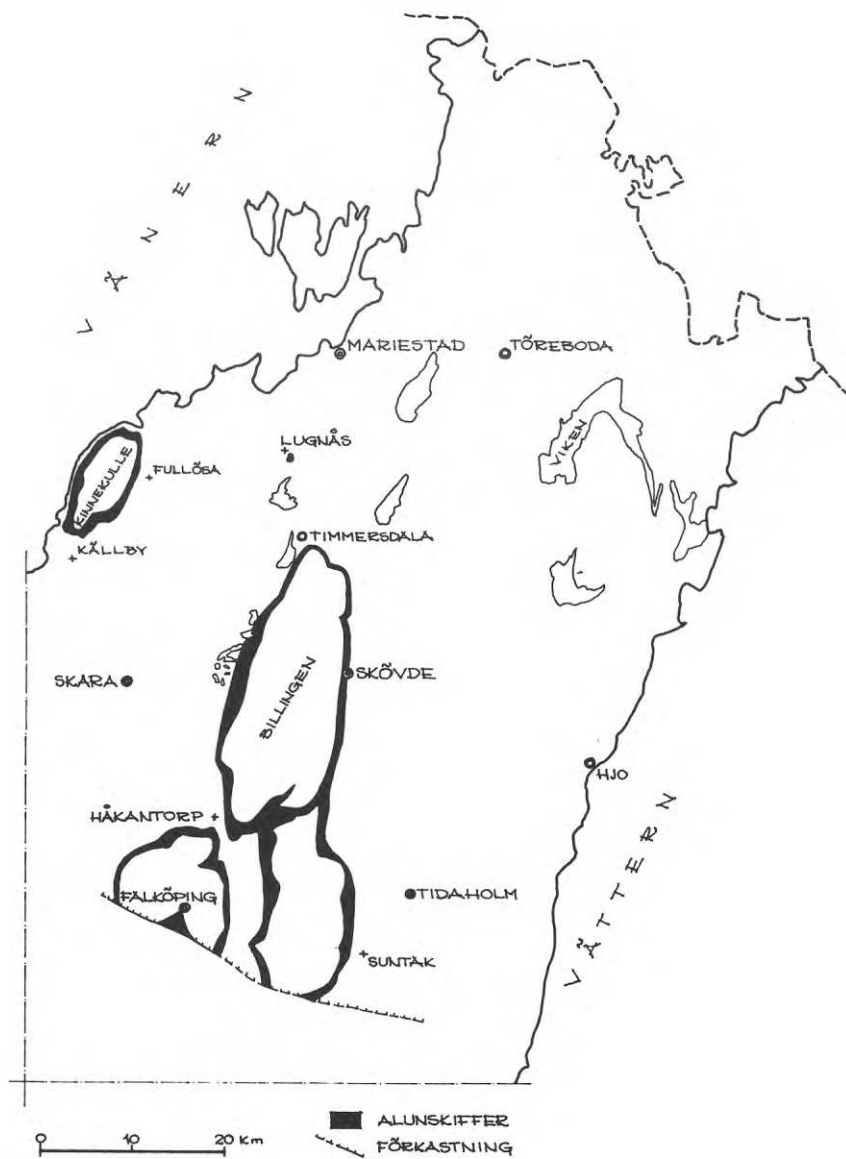 VÄNERN
MARIESTAD
TÖREBODA
LUGNÅS
VIKEN
KINNEKULLE
FULLÖSA
TIMMERSDALA
KÄLLBY
SKARA
BILLINGEN
SKÖVDE
HJO
HÅKANTORP
FALKÖPING
TIDAHOLM
SUNTAK
VÄTTERN
ALUNSKIFFER
0 10 20 Km
FÖRKASTNING